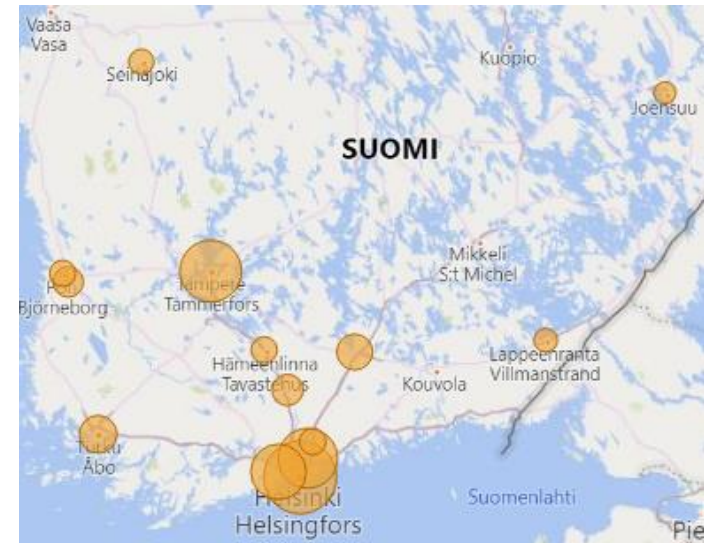 Vaasa
Vasa
Seinäjoki
Kuopio
Joensuu
SUOMI
Mikkeli
S:t Michel
Tampere
Tammerfors
Björneborg
Hämeenlinna
Tavastehus
Lappeenranta
Villmanstrand
Kouvola
Turku
Åbo
Helsinki
Helsingfors
Suomenlahti
Pie